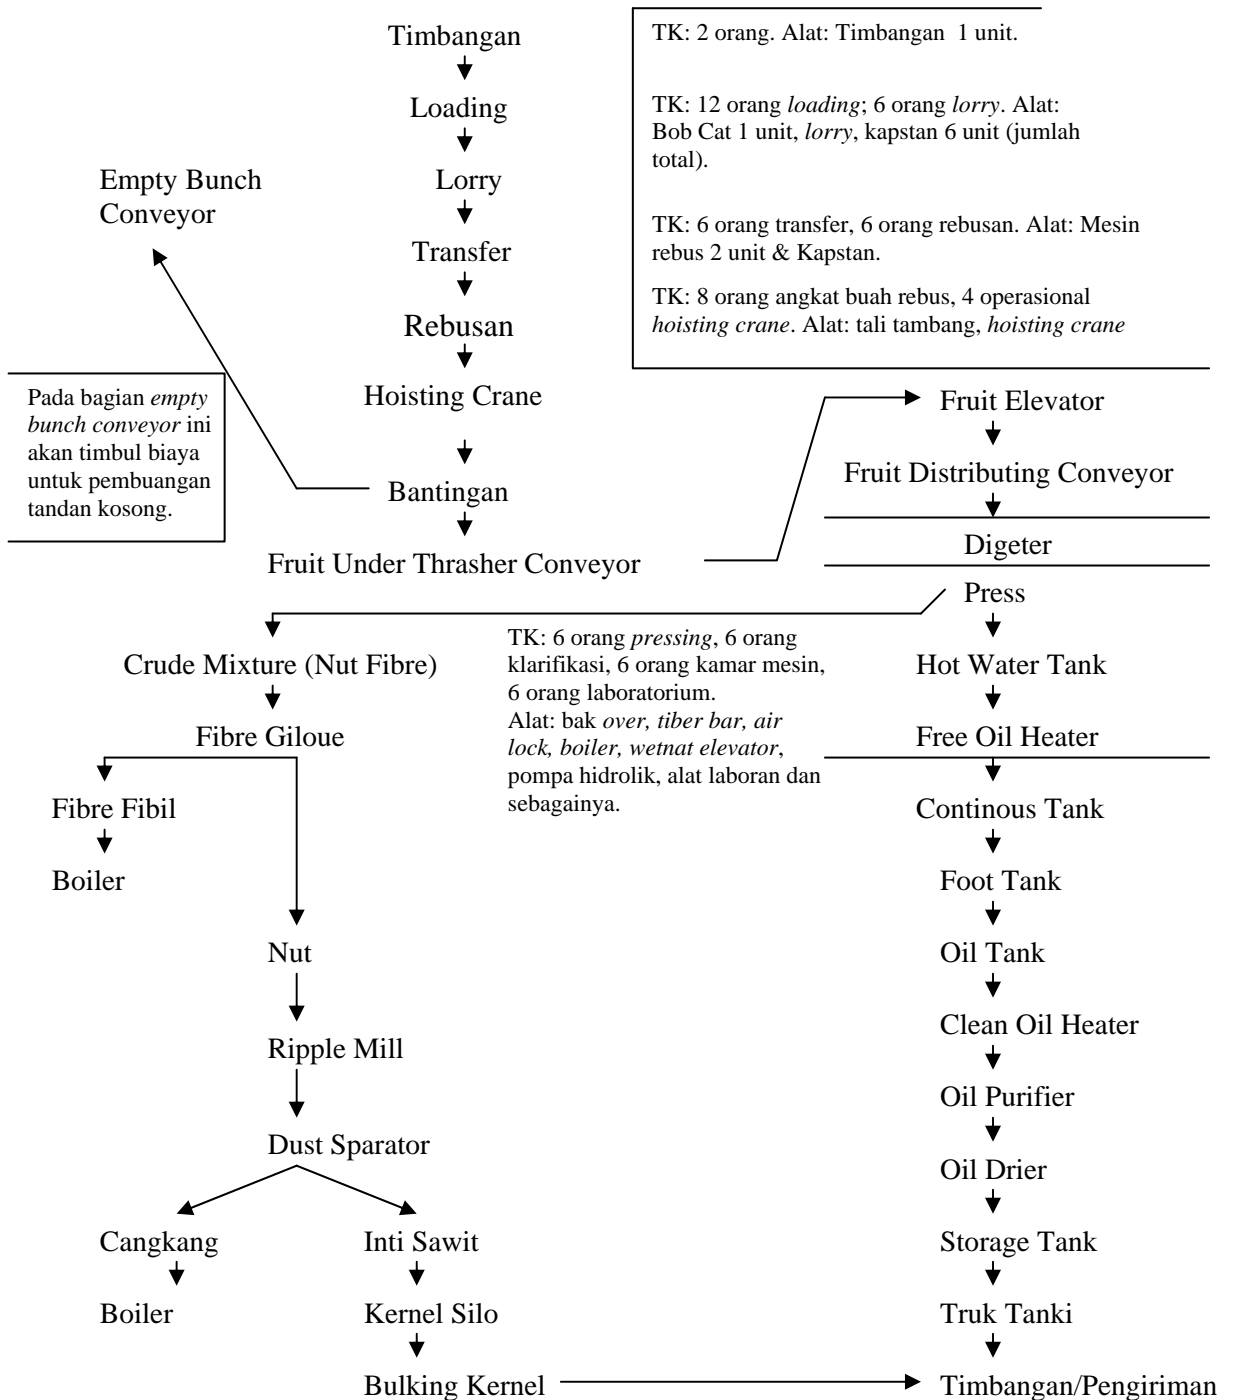 Timbangan
TK: 2 orang. Alat: Timbangan  1 unit.
Loading
TK: 12 orang loading; 6 orang lorry. Alat:
Bob Cat 1 unit, lorry, kapstan 6 unit (jumlah
total).
Empty Bunch
Conveyor
Lorry
Transfer
TK: 6 orang transfer, 6 orang rebusan. Alat: Mesin
rebus 2 unit & Kapstan.
Rebusan
TK: 8 orang angkat buah rebus, 4 operasional
hoisting crane. Alat: tali tambang, hoisting crane
Hoisting Crane
Pada bagian empty
bunch conveyor ini
akan timbul biaya
untuk pembuangan
tandan kosong.
Bantingan
Fruit Under Thrasher Conveyor
Fruit Elevator
Fruit Distributing Conveyor
Digeter
Press
TK: 6 orang pressing, 6 orang
klarifikasi, 6 orang kamar mesin,
6 orang laboratorium.
Alat: bak over, tiber bar, air
lock, boiler, wetnat elevator,
pompa hidrolik, alat laboran dan
sebagainya.
Crude Mixture (Nut Fibre)
Fibre Giloue
Fibre Fibil
Boiler
Nut
Ripple Mill
Dust Sparator
Cangkang
Boiler
Inti Sawit
Kernel Silo
Bulking Kernel
Hot Water Tank
Free Oil Heater
Continous Tank
Foot Tank
Oil Tank
Clean Oil Heater
Oil Purifier
Oil Drier
Storage Tank
Truk Tanki
Timbangan/Pengiriman